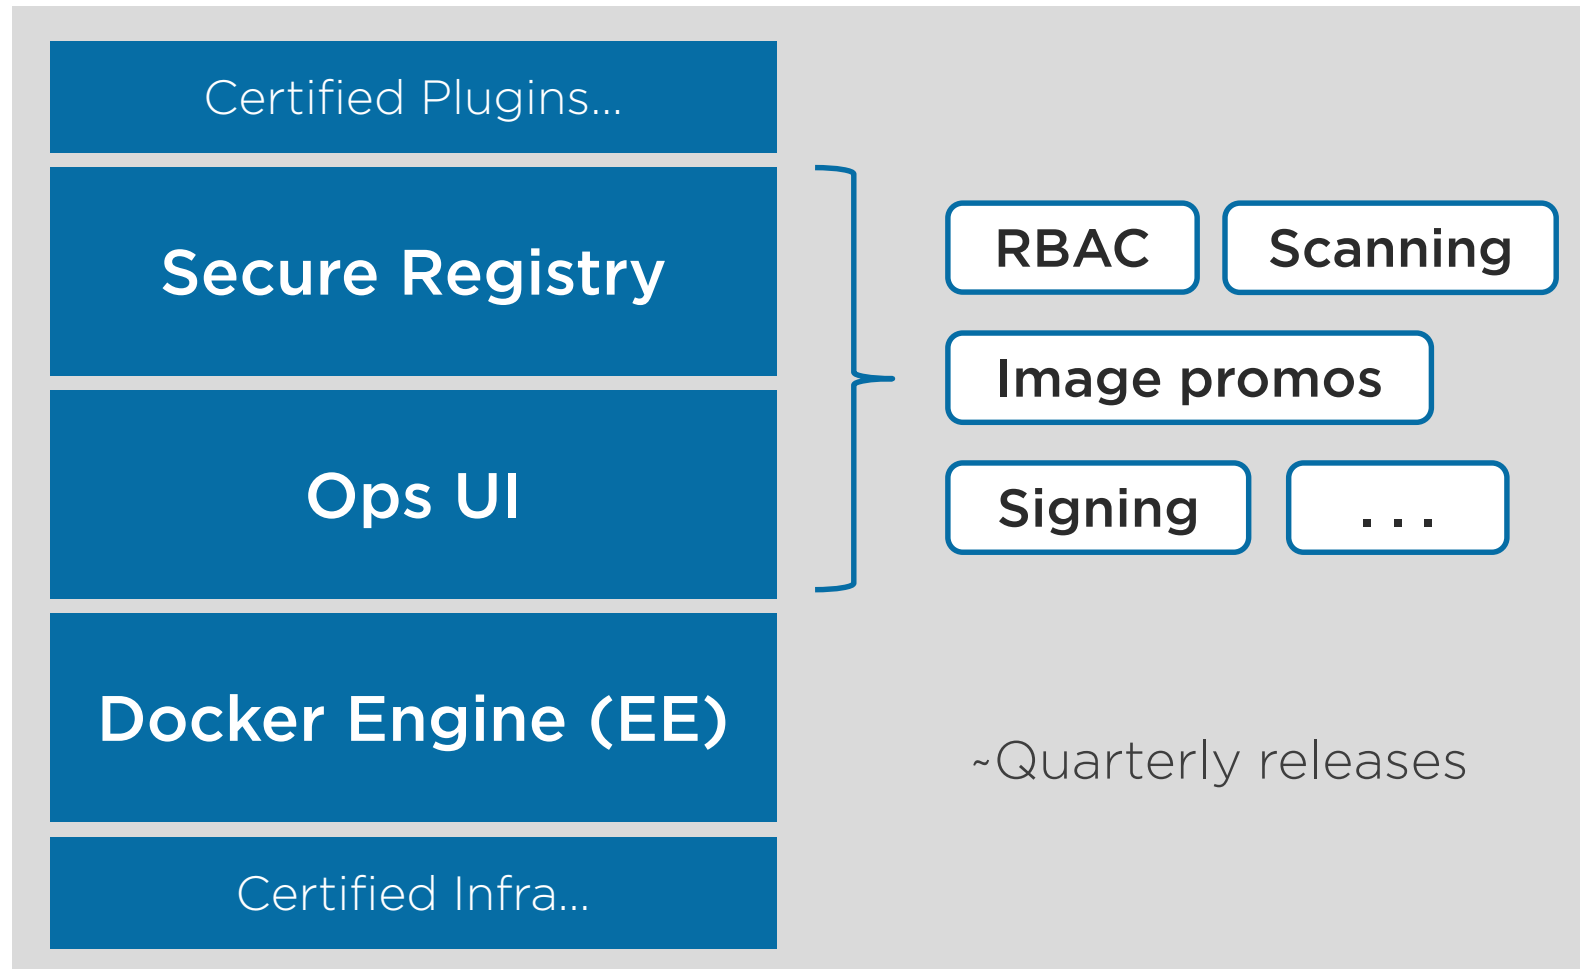 Certified Plugins...
Secure Registry
Ops UI
Docker Engine (EE)
Certified Infra...
RBAC
Scanning
Image promos
Signing
. . .
~Quarterly releases